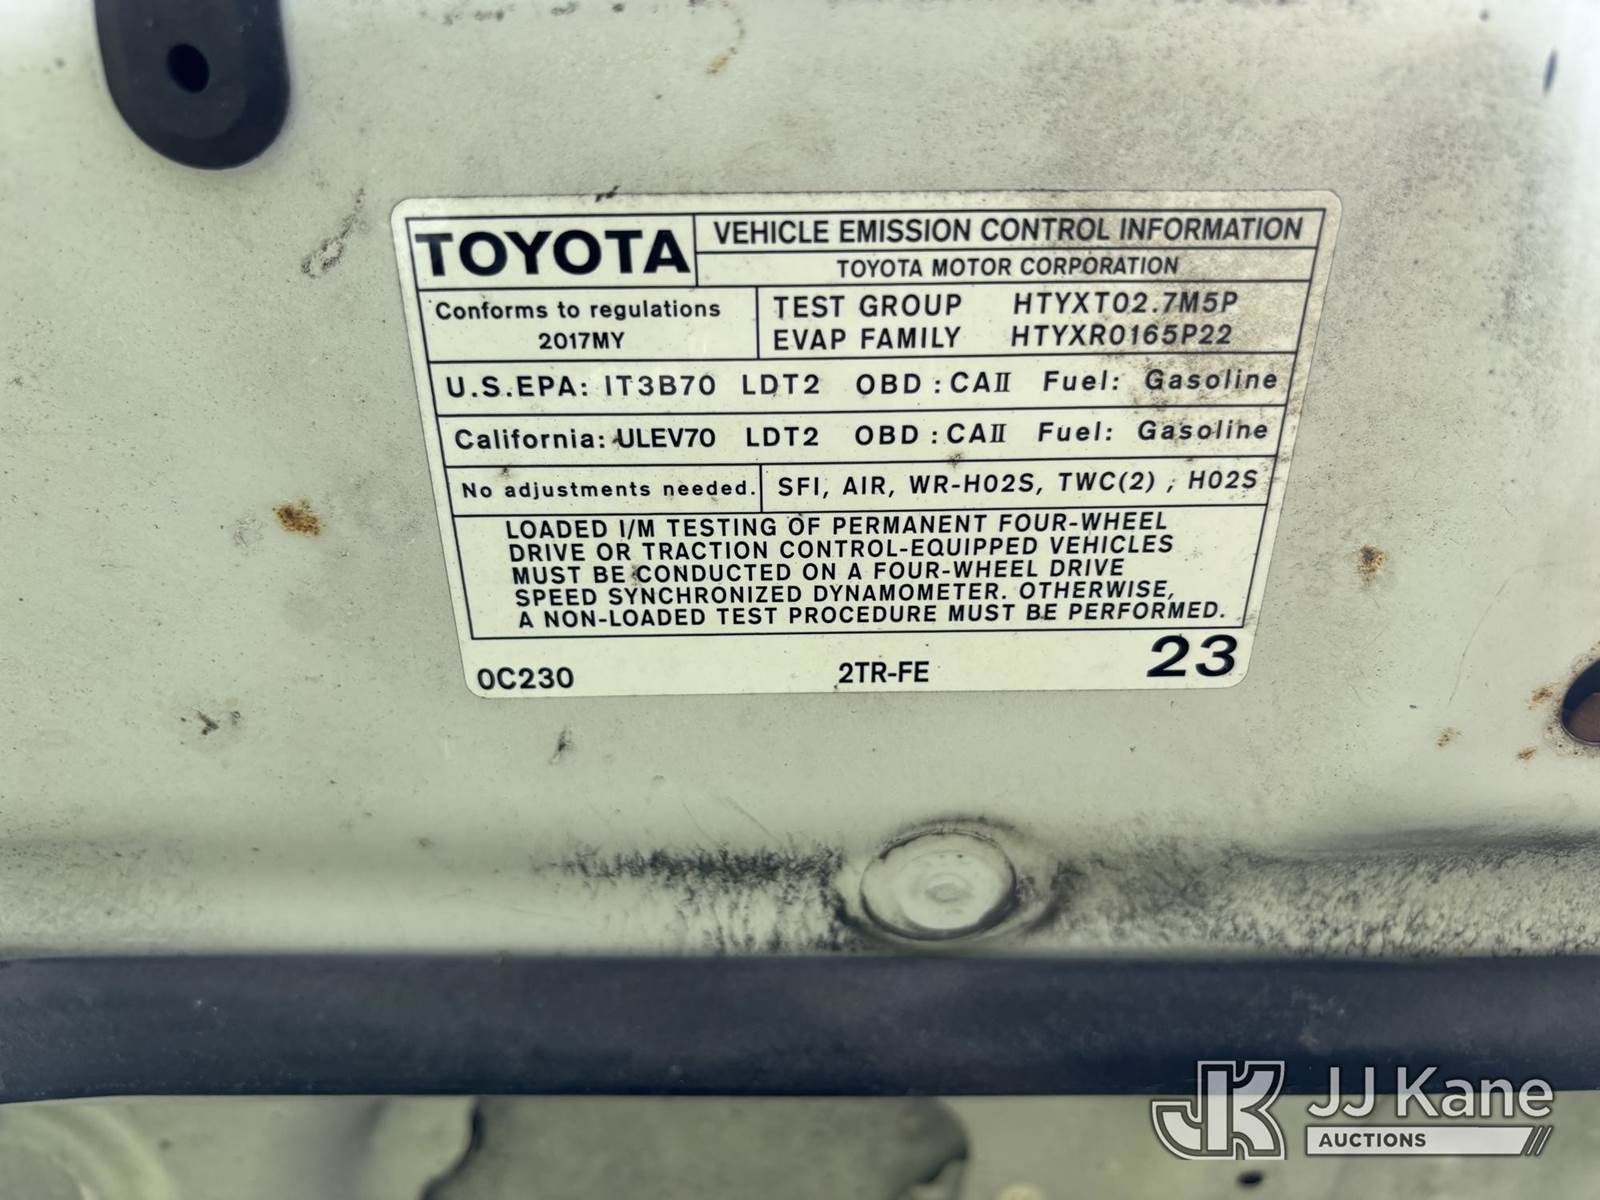 TOYOTA
VEHICLE EMISSION CONTROL INFORMATION
TOYOTA MOTOR CORPORATION
Conforms to regulations
2017MY
TEST GROUP HTYXT02.7M5P
EVAP FAMILY HTYXR0165P22
U.S.EPA: IT3B70 LDT2 OBD : CAⅡ Fuel: Gasoline
California: ULEV70 LDT2 OBD : CAⅡ Fuel: Gasoline
No adjustments needed.
SFI, AIR, WR-HO2S, TWC(2) , HO2S
LOADED I/M TESTING OF PERMANENT FOUR-WHEEL
DRIVE OR TRACTION CONTROL-EQUIPPED VEHICLES
MUST BE CONDUCTED ON A FOUR-WHEEL DRIVE
SPEED SYNCHRONIZED DYNAMOMETER. OTHERWISE,
A NON-LOADED TEST PROCEDURE MUST BE PERFORMED.
0C230 2TR-FE 23
JK JJ Kane
AUCTIONS